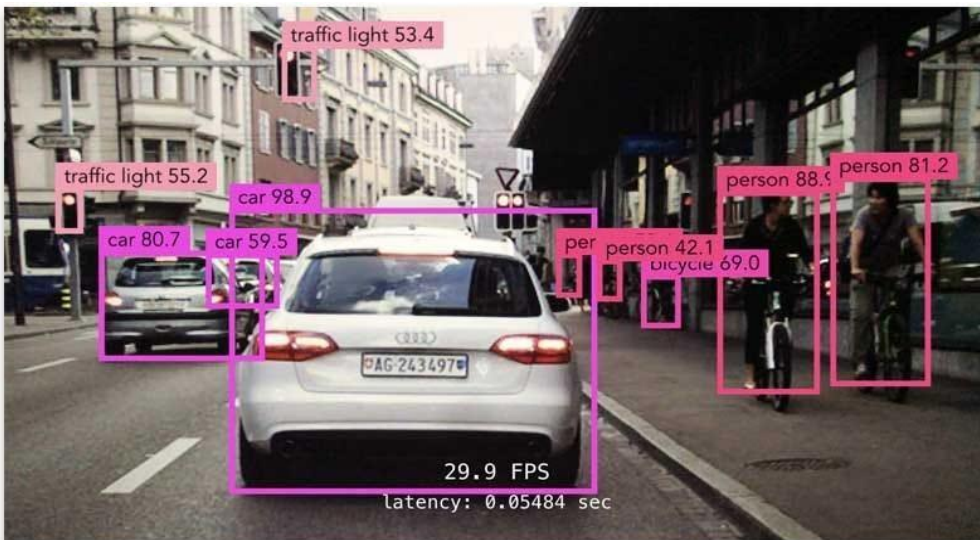 traffic light 53.4
traffic light 55.2
car 98.9
person 88.9
person 81.2
car 80.7
car 59.5
per
person 42.1
bicycle 69.0
AG·243497
29.9 FPS
latency: 0.05484 sec